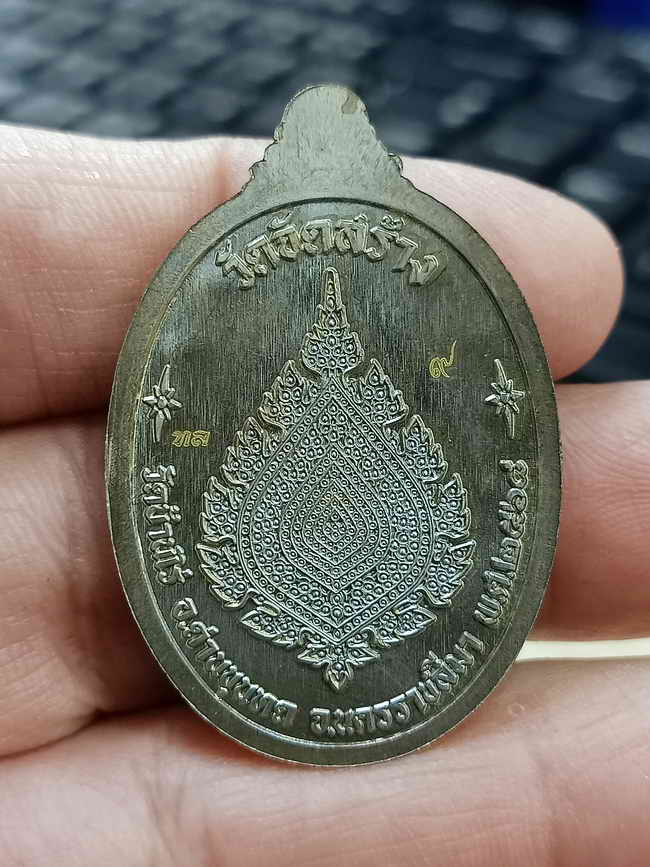 วัดจัดสร้าง
๙
ทล
วัดป่ามีไร อ.ด่านขุนทด จ.นครราชสีมา พ.ศ.๒๕๖๔